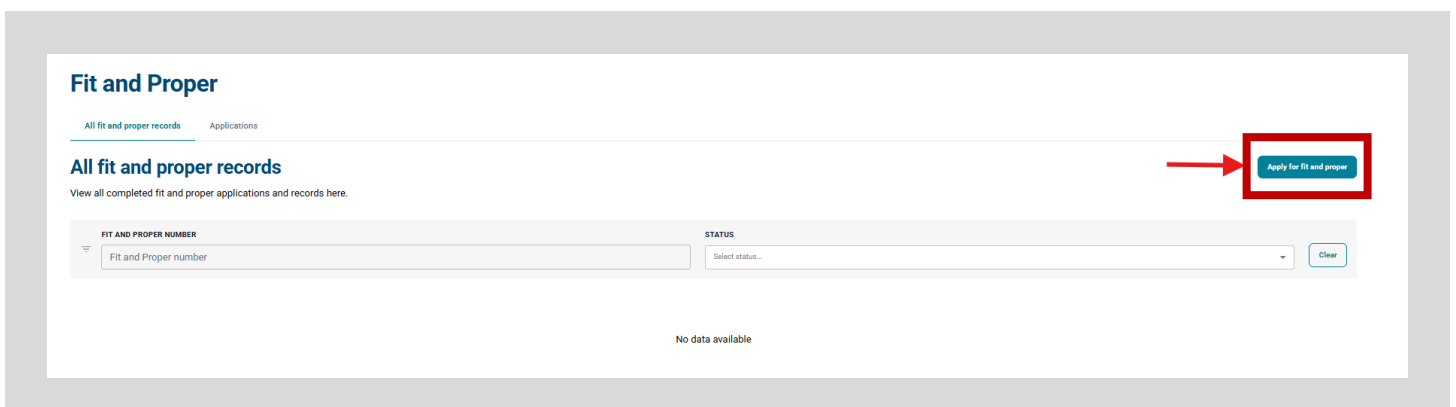 Fit and Proper
All fit and proper records Applications
All fit and proper records
Apply for fit and proper
View all completed fit and proper applications and records here.
FIT AND PROPER NUMBER STATUS
Fit and Proper number Select status... Clear
No data available